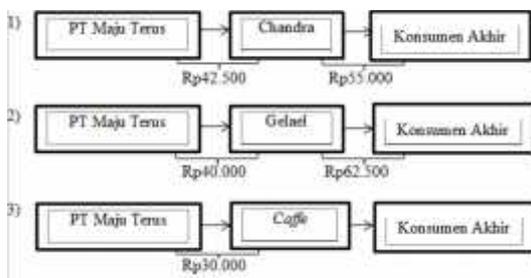 1) PT Maju Terus Chandra Konsumen Akhir
Rp42.500 Rp55.000
2) PT Maju Terus Gelael Konsumen Akhir
Rp40.000 Rp62.500
3) PT Maju Terus Caffe Konsumen Akhir
Rp30.000